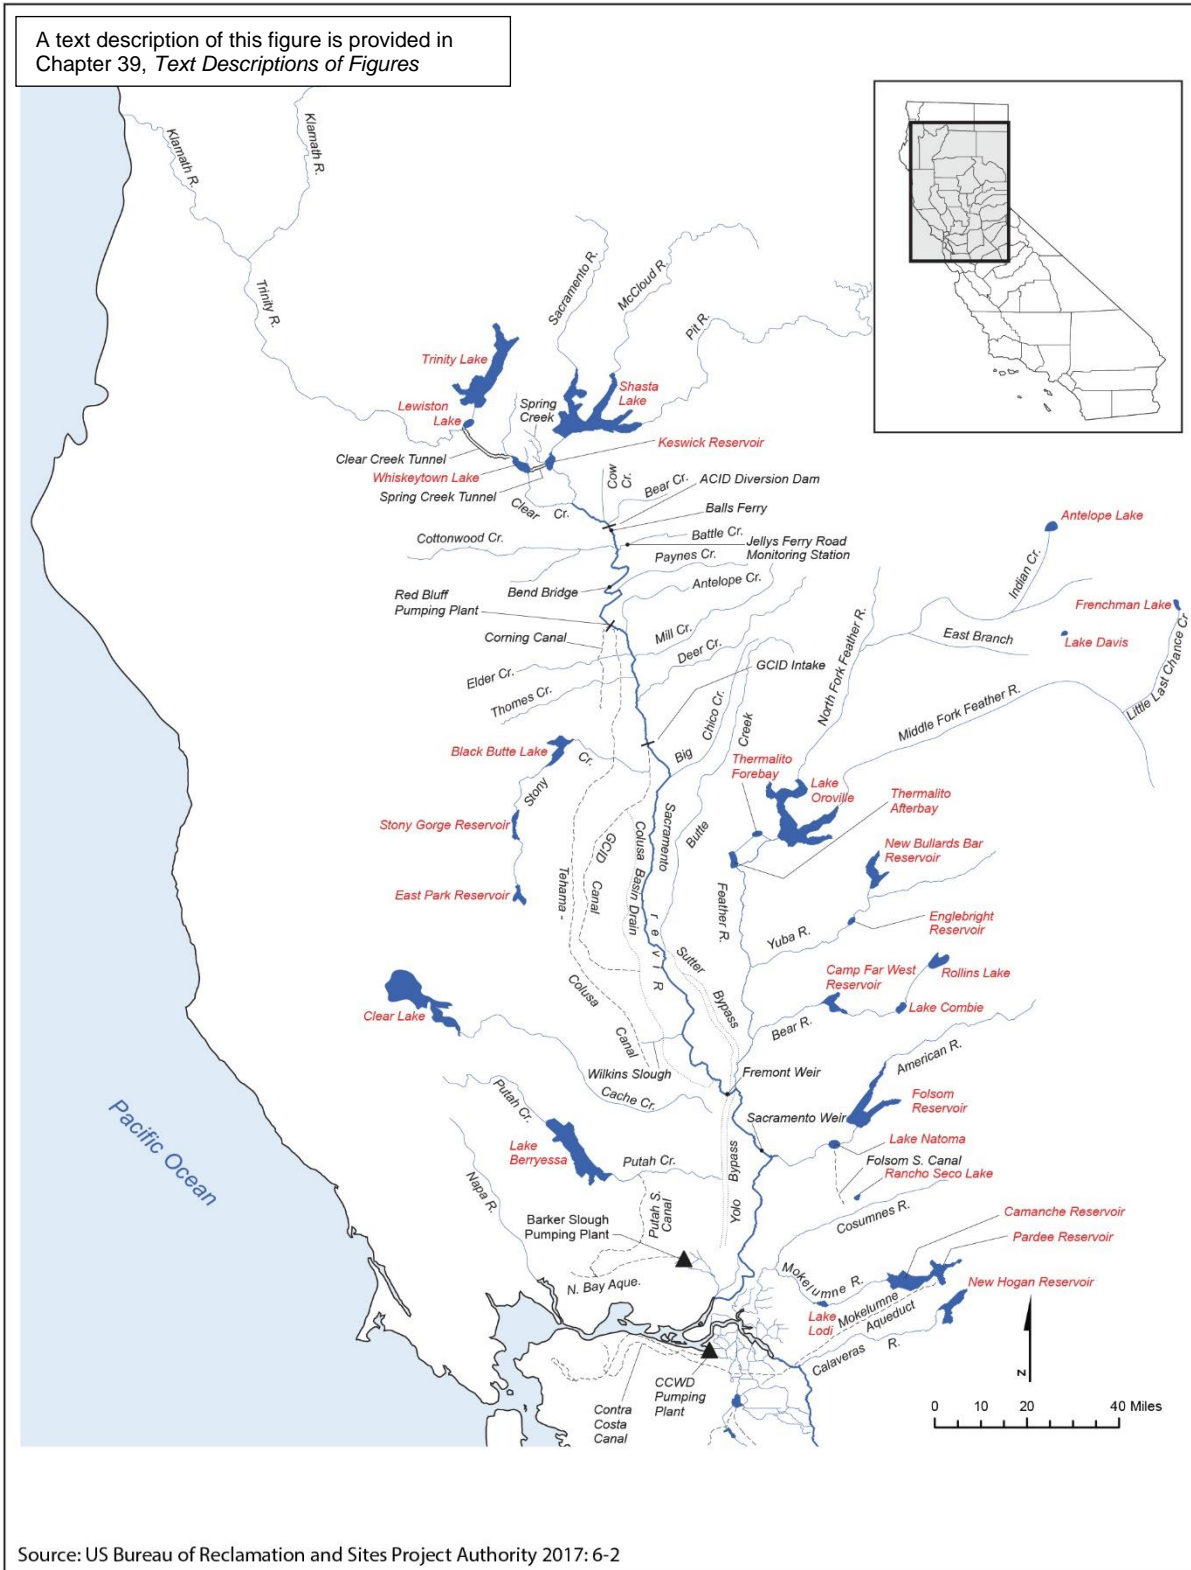 A text description of this figure is provided in
Chapter 39, Text Descriptions of Figures
Klamath R.
Klamath R.
Trinity R.
Sacramento R.
McCloud R.
Pit R.
Trinity Lake
Shasta
Lake
Lewiston
Lake
Spring
Creek
Keswick Reservoir
Clear Creek Tunnel
Whiskeytown Lake
Spring Creek Tunnel
Clear Cr.
Cow
Cr.
Bear Cr.
ACID Diversion Dam
Balls Ferry
Cottonwood Cr.
Battle Cr.
Jellys Ferry Road
Monitoring Station
Paynes Cr.
Bend Bridge
Antelope Cr.
Red Bluff
Pumping Plant
Corning Canal
Mill Cr.
Deer Cr.
Elder Cr.
Thomes Cr.
GCID Intake
Antelope Lake
Indian Cr.
Frenchman Lake
East Branch
Lake Davis
Little Last Chance Cr.
North Fork Feather R.
Middle Fork Feather R.
Big Chico Cr.
Butte Creek
Black Butte Lake
Stony Cr.
Stony Gorge Reservoir
East Park Reservoir
Thermalito
Forebay
Lake
Oroville
Thermalito
Afterbay
New Bullards Bar
Reservoir
Tehama -
Colusa
Canal
GCID
Canal
Colusa Basin Drain
Sacramento
River
Feather R.
Yuba R.
Englebright
Reservoir
Sutter
Bypass
Camp Far West
Reservoir
Rollins Lake
Lake Combie
Bear R.
Clear Lake
Wilkins Slough
Cache Cr.
Fremont Weir
American R.
Folsom
Reservoir
Sacramento Weir
Lake Natoma
Folsom S. Canal
Rancho Seco Lake
Putah Cr.
Lake
Berryessa
Putah Cr.
Yolo
Bypass
Pacific Ocean
Napa R.
Putah S.
Canal
Cosumnes R.
Barker Slough
Pumping Plant
N. Bay Aque.
Camanche Reservoir
Pardee Reservoir
Mokelumne R.
New Hogan Reservoir
Lake
Lodi
Mokelumne
Aqueduct
Calaveras R.
CCWD
Pumping
Plant
Contra
Costa
Canal
N
0 10 20 40 Miles
Source: US Bureau of Reclamation and Sites Project Authority 2017: 6-2